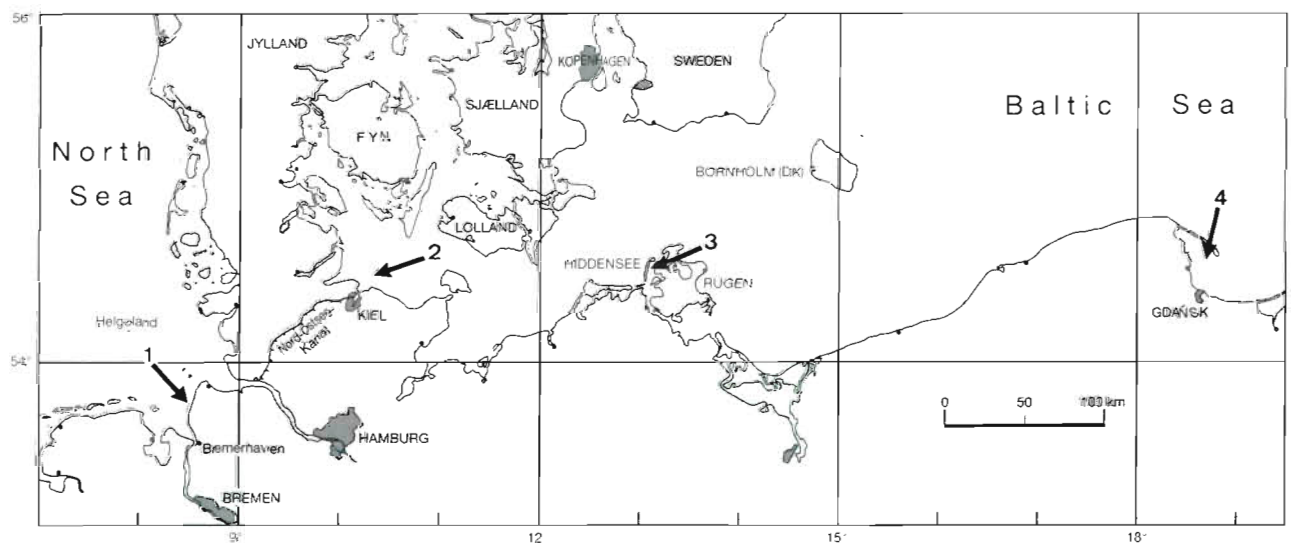 56°
JYLLAND
KOPENHAGEN
SWEDEN
SJÆLLAND
Baltic Sea
FYN
North
Sea
BORNHOLM (DK)
4
LOLLAND
2
3
HIDDENSEE
RÜGEN
KIEL
GDAŃSK
Helgoland
Nord-Ostsee-
Kanal
1
54°
0 50 100 km
HAMBURG
Bremerhaven
BREMEN
9° 12 15° 18°